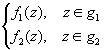 f₁(z), z ∈ g₁
f₂(z), z ∈ g₂